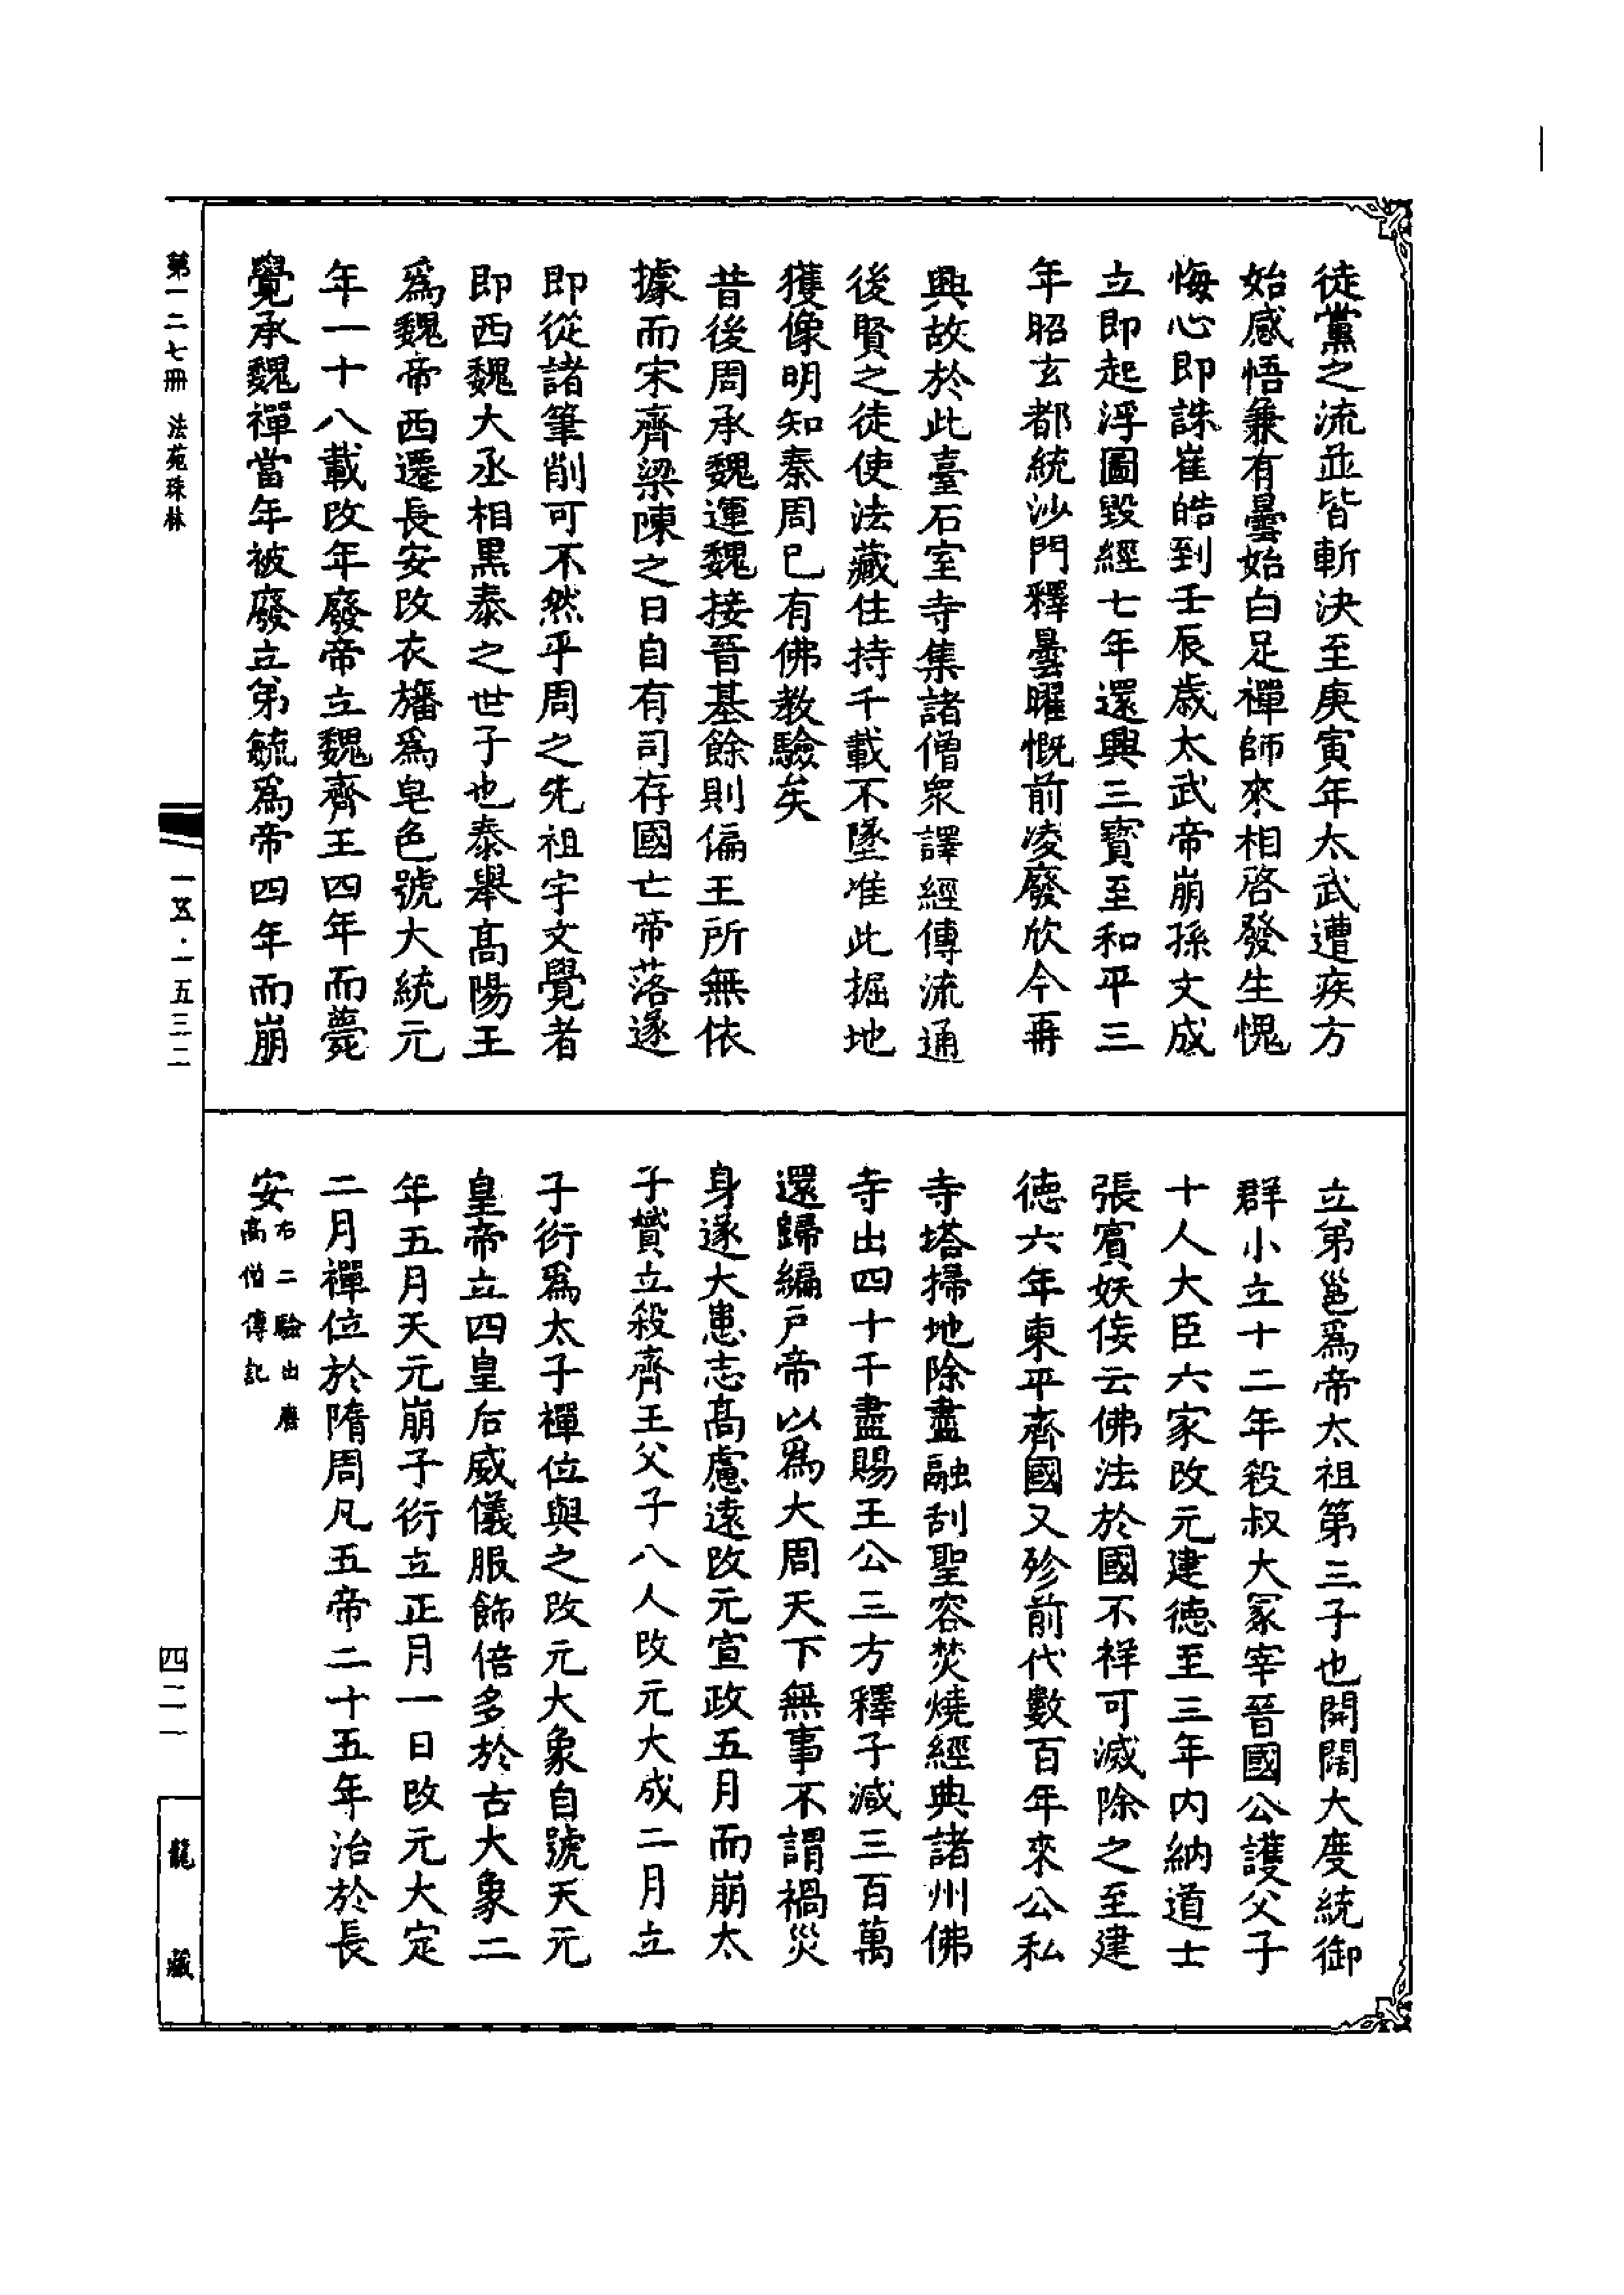 徒黨之流並皆斬決至庚寅年太武遭疾方
始感悟兼有曇始白足禪師來相啓發生愧
悔心即誅崔皓到壬辰歲太武帝崩孫文成
立即起浮圖毀經七年還興三寶至和平三
年昭玄都統沙門釋曇曜慨前凌廢欣今再
興故於此臺石室寺集諸僧衆譯經傳流通
後賢之徒使法藏住持千載不墜准此掘地
獲像明知秦周已有佛教驗矣
昔後周承魏運魏接晉基餘則偏王所無依
據而宋齊梁陳之日自有司存國亡帝落遂
即從諸筆削可不然乎周之先祖宇文覺者
即西魏大丞相黑泰之世子也泰舉高陽王
爲魏帝西遷長安改衣旛爲皂色號大統元
年一十八載改年廢帝立魏齊王四年而薨
覺承魏禪當年被廢立弟毓爲帝四年而崩
立第邕爲帝太祖第三子也開闊大度統御
群小立十二年殺叔大冢宰晉國公護父子
十人大臣六家改元建德至三年內納道士
張賓妖佞云佛法於國不祥可滅除之至建
德六年東平齊國又殄前代數百年來公私
寺塔掃地除盡融刮聖容焚燒經典諸州佛
寺出四十千盡賜王公三方釋子減三百萬
還歸編戶帝以爲大周天下無事不謂禍災
身遂大患志高慮遠改元宣政五月而崩太
子贇立殺齊王父子八人改元大成二月立
子衍爲太子禪位與之改元大象自號天元
皇帝立四皇后威儀服飾倍多於古大象二
年五月天元崩子衍立正月一日改元大定
二月禪位於隋周凡五帝二十五年治於長
安
右二驗出唐
高僧傳記
第一二七冊 法苑珠林
一五·一五三二
四二一
龍藏